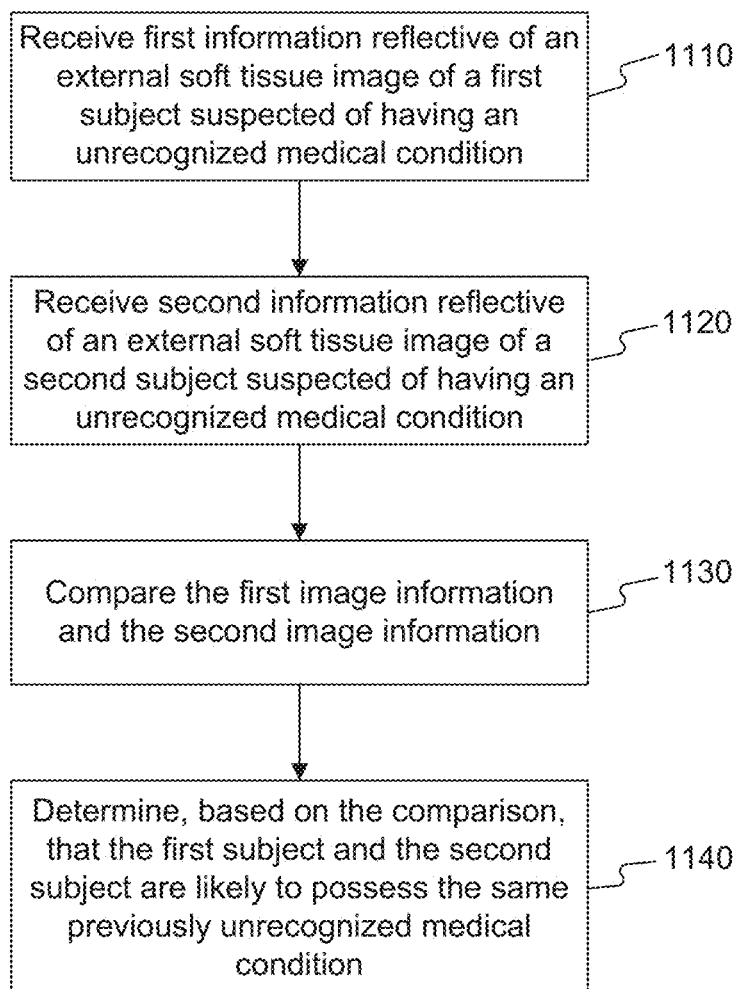 Receive first information reflective of an
external soft tissue image of a first
subject suspected of having an
unrecognized medical condition
1110
Receive second information reflective
of an external soft tissue image of a
second subject suspected of having an
unrecognized medical condition
1120
Compare the first image information
and the second image information
1130
Determine, based on the comparison,
that the first subject and the second
subject are likely to possess the same
previously unrecognized medical
condition
1140